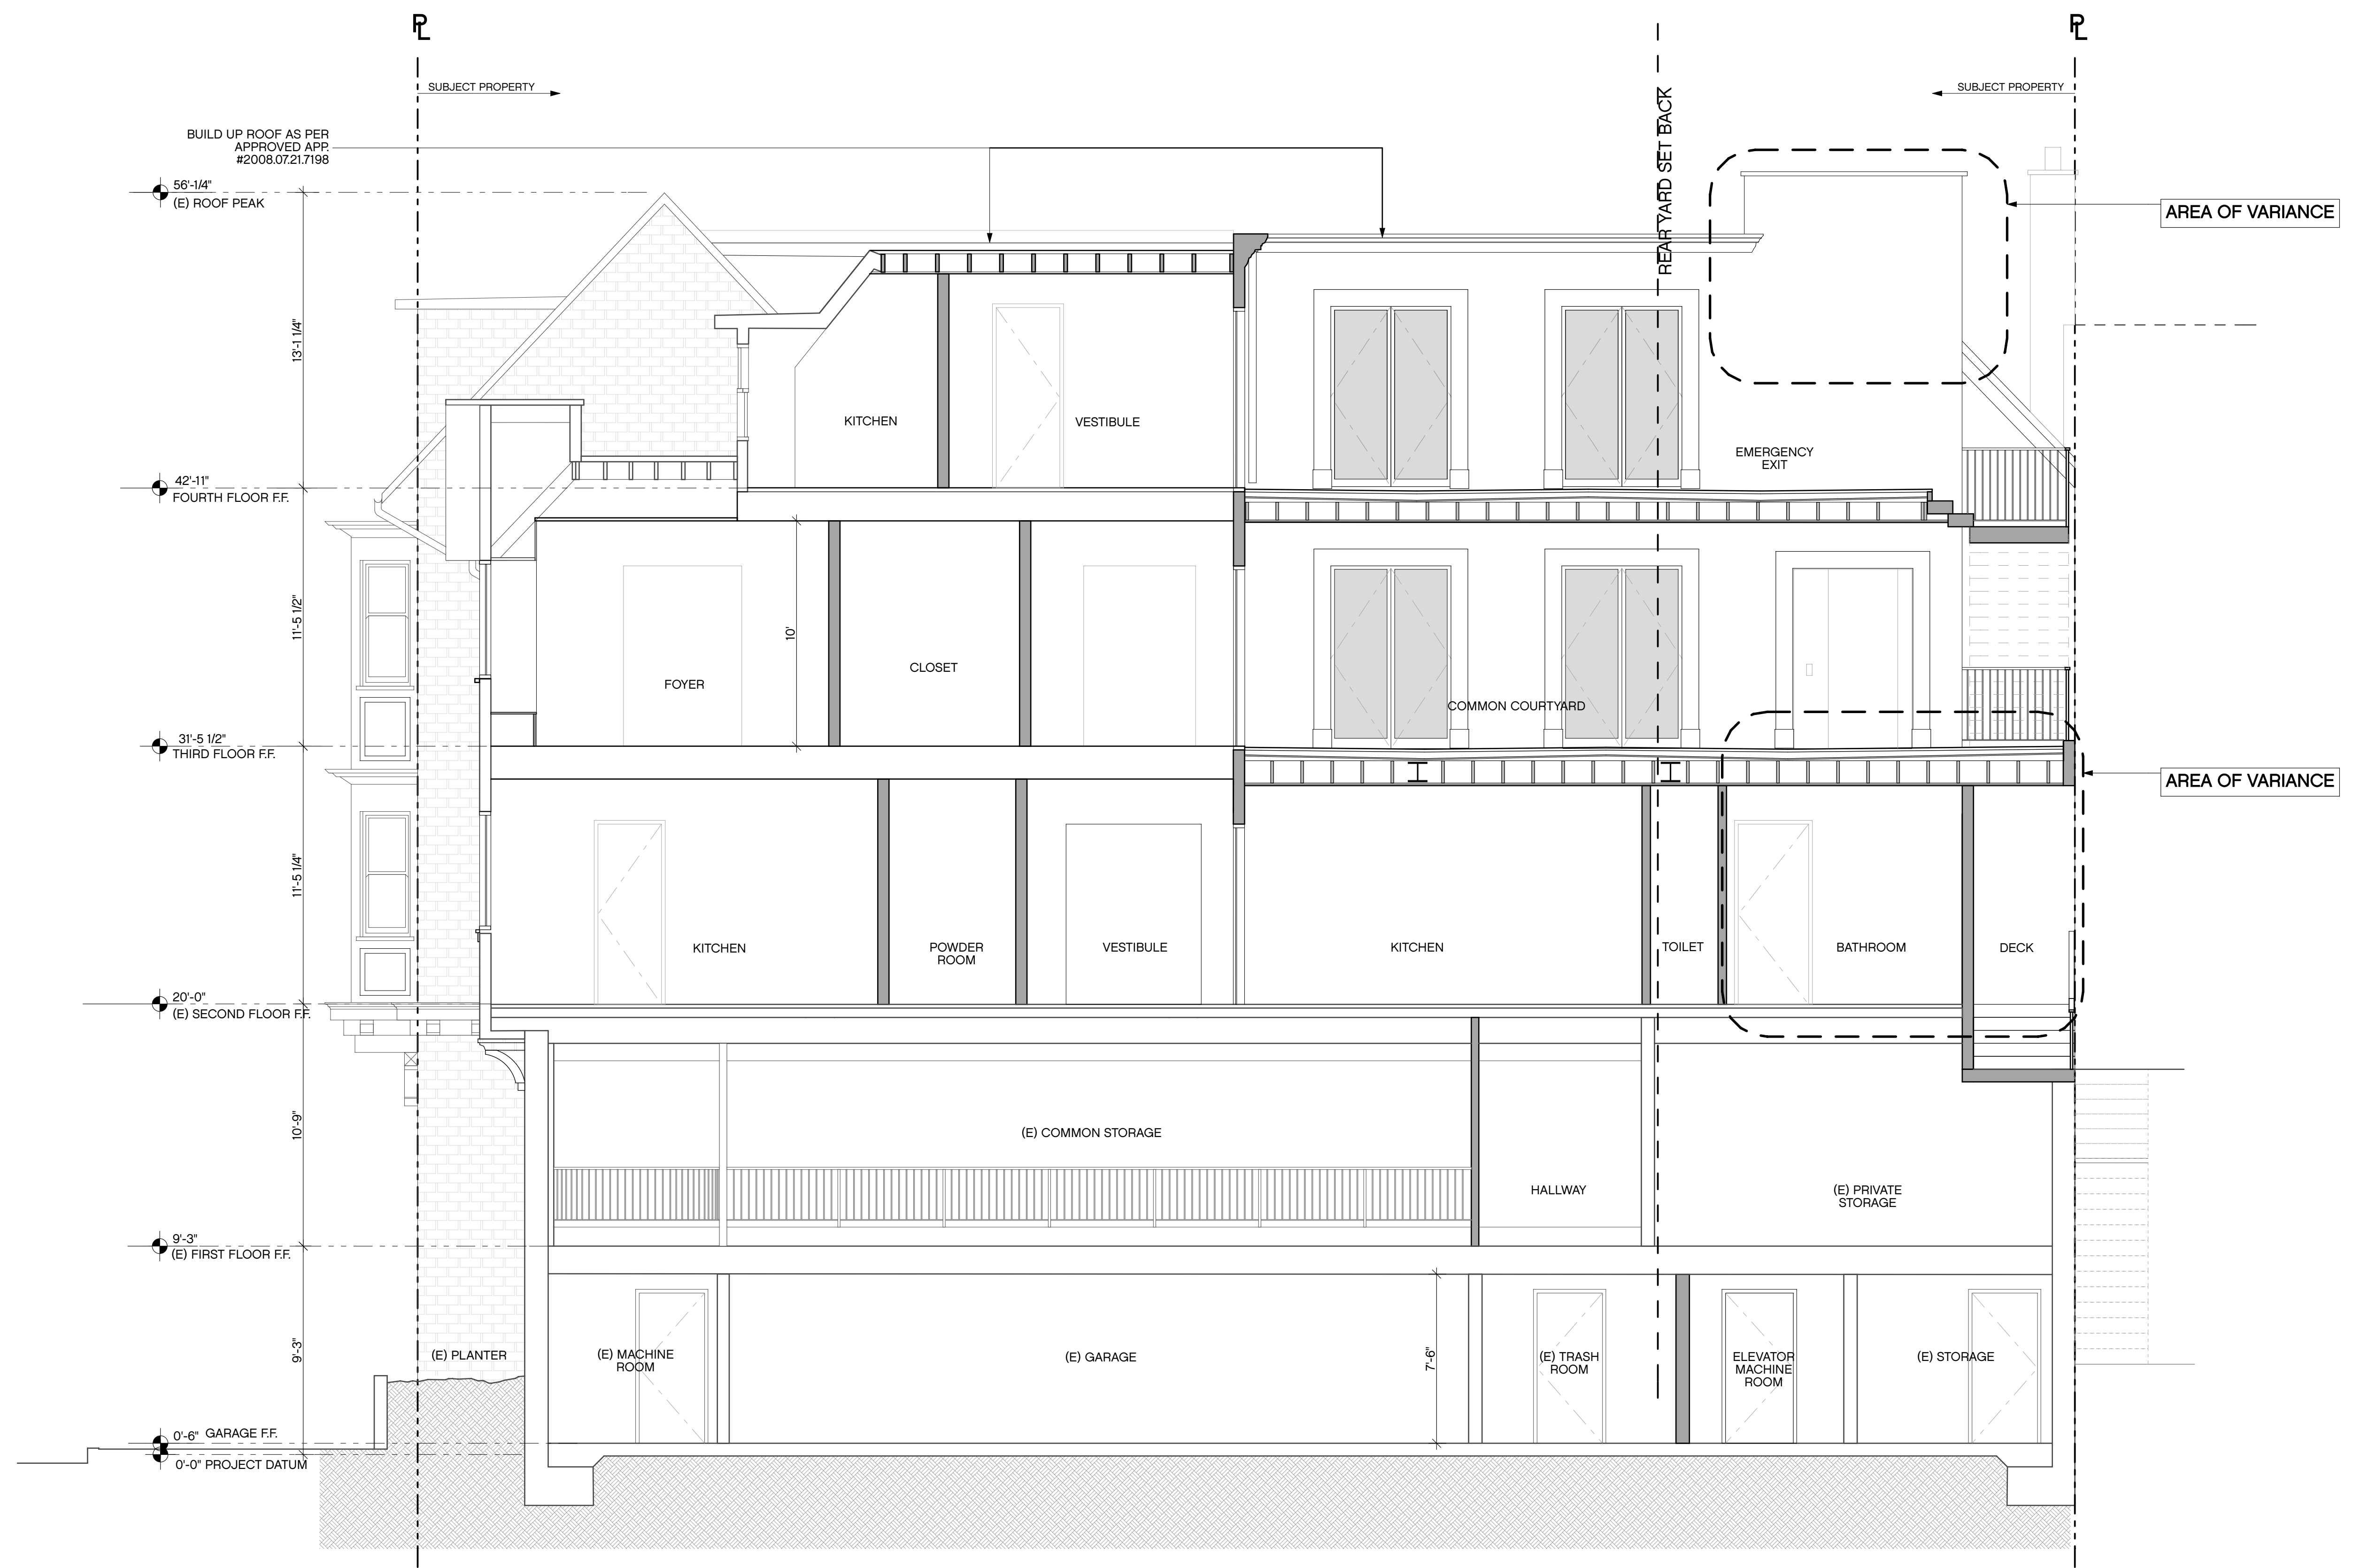 PL
PL
SUBJECT PROPERTY
SUBJECT PROPERTY
REAR YARD SET BACK
BUILD UP ROOF AS PER
APPROVED APP.
#2008.07.21.7198
56'-1/4"
(E) ROOF PEAK
AREA OF VARIANCE
13'-1 1/4"
KITCHEN
VESTIBULE
EMERGENCY
EXIT
42'-11"
FOURTH FLOOR F.F.
11'-5 1/2"
10'
FOYER
CLOSET
COMMON COURTYARD
31'-5 1/2"
THIRD FLOOR F.F.
AREA OF VARIANCE
11'-5 1/4"
KITCHEN
POWDER
ROOM
VESTIBULE
KITCHEN
TOILET
BATHROOM
DECK
20'-0"
(E) SECOND FLOOR F.F.
10'-9"
(E) COMMON STORAGE
HALLWAY
(E) PRIVATE
STORAGE
9'-3"
(E) FIRST FLOOR F.F.
9'-3"
(E) PLANTER
(E) MACHINE
ROOM
(E) GARAGE
7'-6"
(E) TRASH
ROOM
ELEVATOR
MACHINE
ROOM
(E) STORAGE
0'-6" GARAGE F.F.
0'-0" PROJECT DATUM